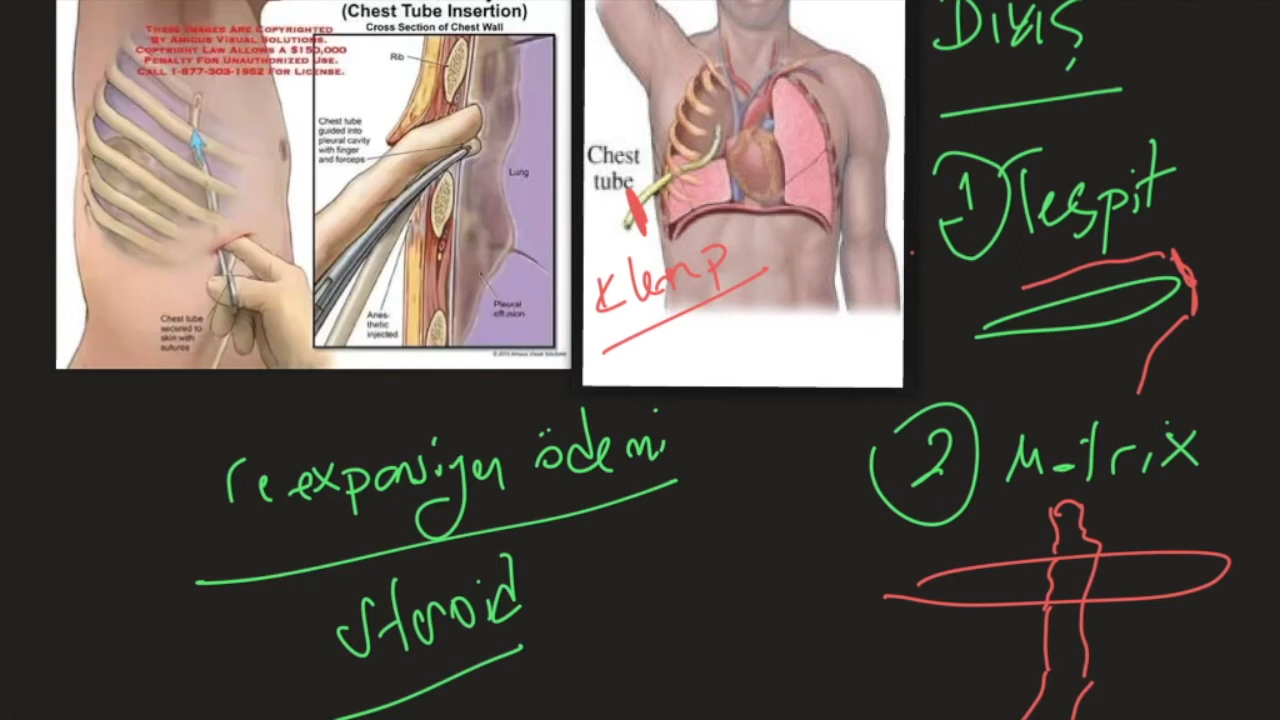 (Chest Tube Insertion)
Cross Section of Chest Wall
THESE IMAGES ARE COPYRIGHTED
BY AMICUS VISUAL SOLUTIONS.
COPYRIGHT LAW ALLOWS A $150,000
PENALTY FOR UNAUTHORIZED USE.
CALL 1-877-303-1952 FOR LICENSE.
Rib
Chest tube
guided into
pleural cavity
with finger
and forceps
Lung
Pleural
effusion
Anes-
thetic
injected
Chest tube
secured to
skin with
sutures
Chest
tube
Klemp
Dikiş
1 Tespit
2 Matrix
reexpansiyon ödemi
steroid